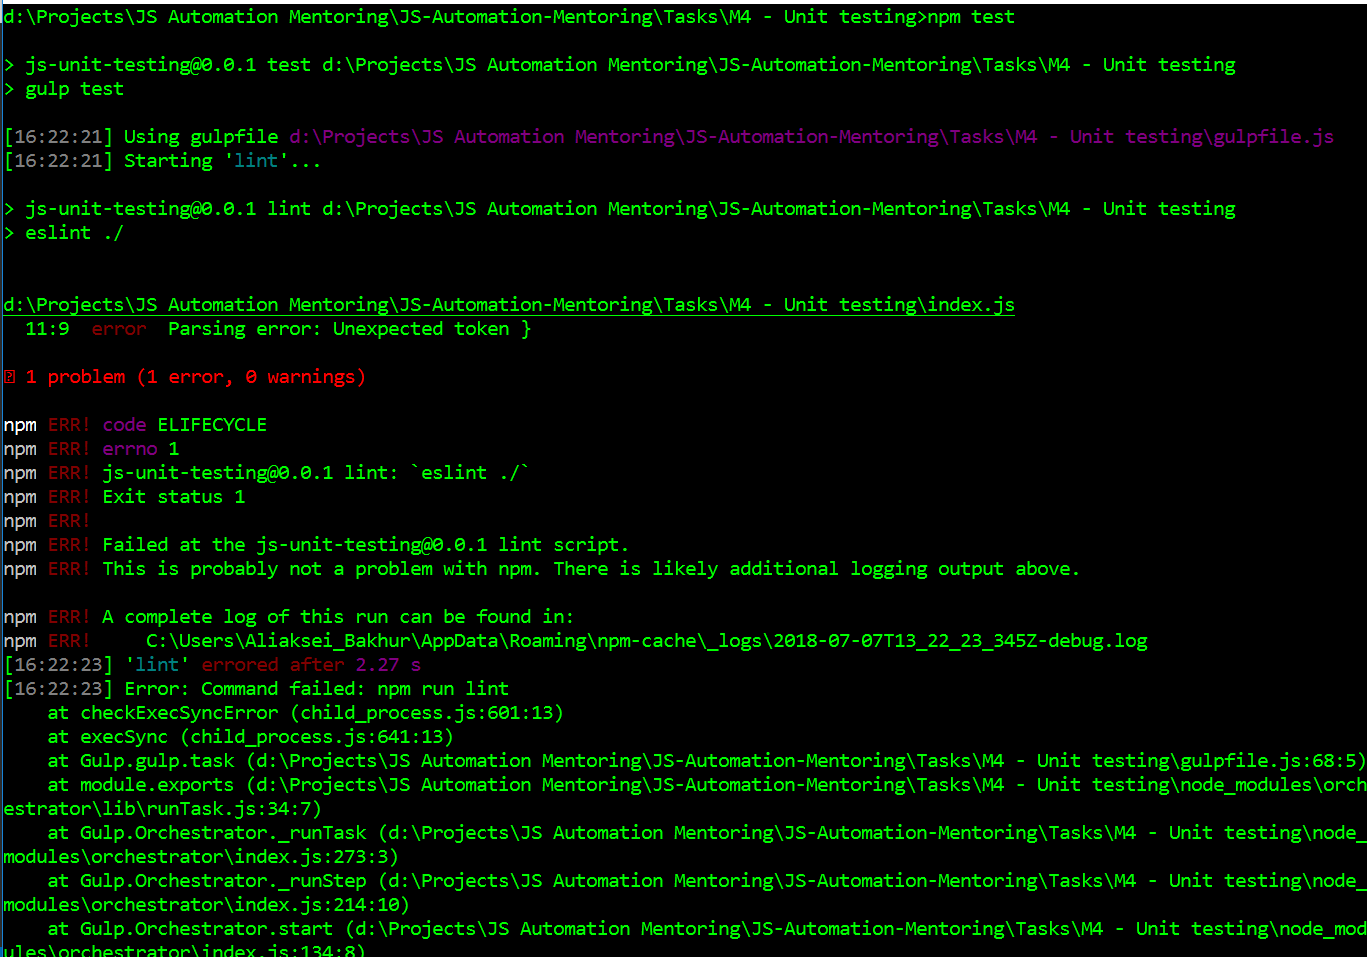 d:\Projects\JS Automation Mentoring\JS-Automation-Mentoring\Tasks\M4 - Unit testing>npm test
> js-unit-testing@0.0.1 test d:\Projects\JS Automation Mentoring\JS-Automation-Mentoring\Tasks\M4 - Unit testing
> gulp test
[16:22:21] Using gulpfile d:\Projects\JS Automation Mentoring\JS-Automation-Mentoring\Tasks\M4 - Unit testing\gulpfile.js
[16:22:21] Starting 'lint'...
> js-unit-testing@0.0.1 lint d:\Projects\JS Automation Mentoring\JS-Automation-Mentoring\Tasks\M4 - Unit testing
> eslint ./
d:\Projects\JS Automation Mentoring\JS-Automation-Mentoring\Tasks\M4 - Unit testing\index.js
11:9 error Parsing error: Unexpected token }
1 problem (1 error, 0 warnings)
npm ERR! code ELIFECYCLE
npm ERR! errno 1
npm ERR! js-unit-testing@0.0.1 lint: `eslint ./`
npm ERR! Exit status 1
npm ERR!
npm ERR! Failed at the js-unit-testing@0.0.1 lint script.
npm ERR! This is probably not a problem with npm. There is likely additional logging output above.
npm ERR! A complete log of this run can be found in:
npm ERR! C:\Users\Aliaksei_Bakhur\AppData\Roaming\npm-cache\_logs\2018-07-07T13_22_23_345Z-debug.log
[16:22:23] 'lint' errored after 2.27 s
[16:22:23] Error: Command failed: npm run lint
at checkExecSyncError (child_process.js:601:13)
at execSync (child_process.js:641:13)
at Gulp.gulp.task (d:\Projects\JS Automation Mentoring\JS-Automation-Mentoring\Tasks\M4 - Unit testing\gulpfile.js:68:5)
at module.exports (d:\Projects\JS Automation Mentoring\JS-Automation-Mentoring\Tasks\M4 - Unit testing\node_modules\orch
estrator\lib\runTask.js:34:7)
at Gulp.Orchestrator._runTask (d:\Projects\JS Automation Mentoring\JS-Automation-Mentoring\Tasks\M4 - Unit testing\node_
modules\orchestrator\index.js:273:3)
at Gulp.Orchestrator._runStep (d:\Projects\JS Automation Mentoring\JS-Automation-Mentoring\Tasks\M4 - Unit testing\node_
modules\orchestrator\index.js:214:10)
at Gulp.Orchestrator.start (d:\Projects\JS Automation Mentoring\JS-Automation-Mentoring\Tasks\M4 - Unit testing\node_mod
ules\orchestrator\index.js:134:8)